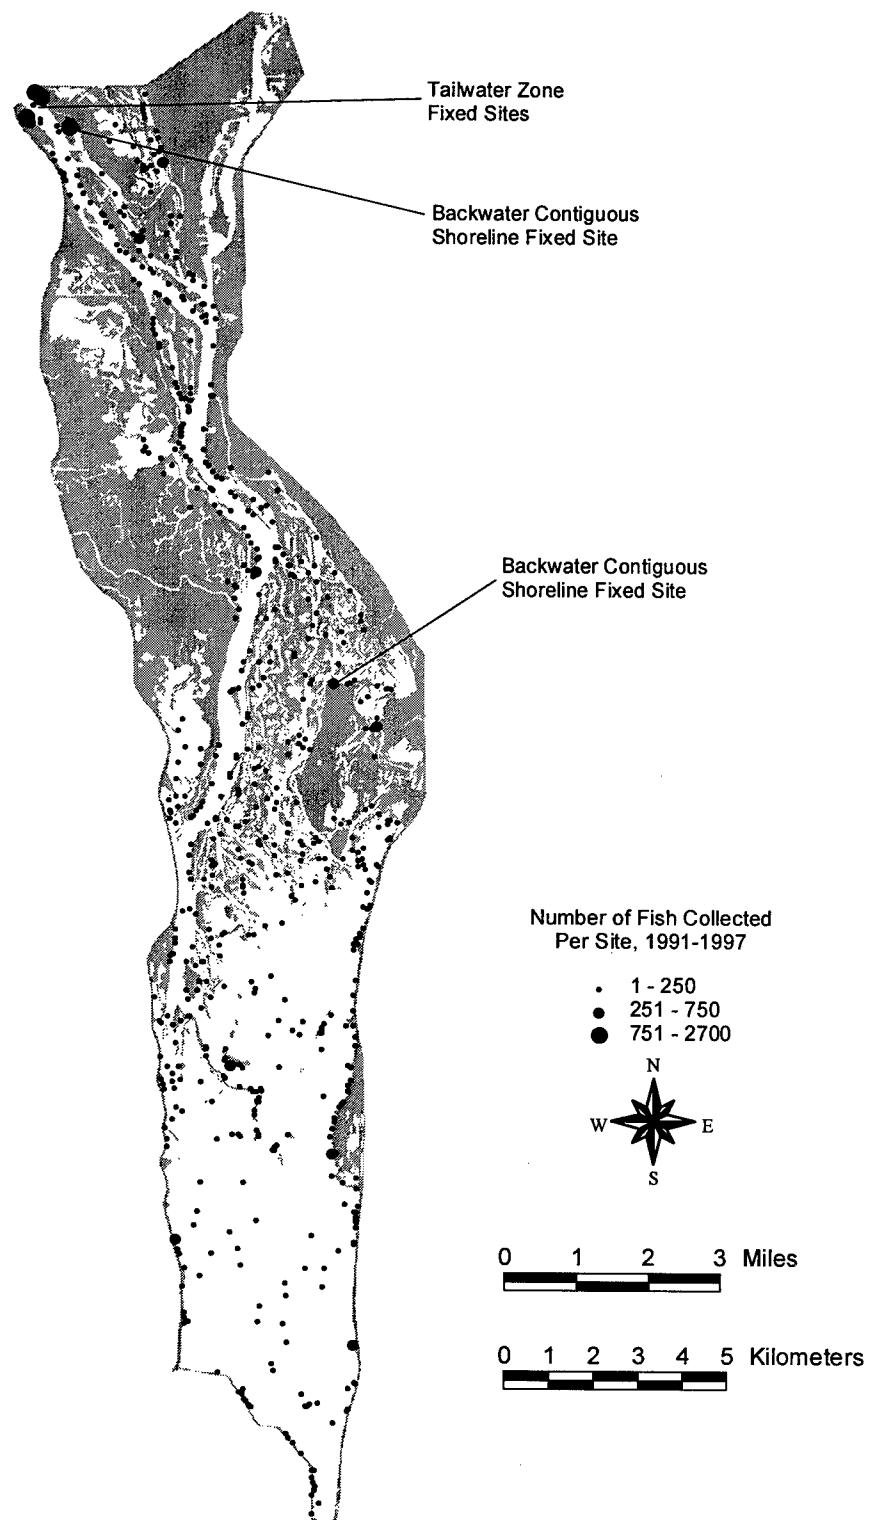 Tailwater Zone
Fixed Sites
Backwater Contiguous
Shoreline Fixed Site
Backwater Contiguous
Shoreline Fixed Site
Number of Fish Collected
Per Site, 1991-1997
1 - 250
251 - 750
751 - 2700
N
W E
S
0 1 2 3 Miles
0 1 2 3 4 5 Kilometers